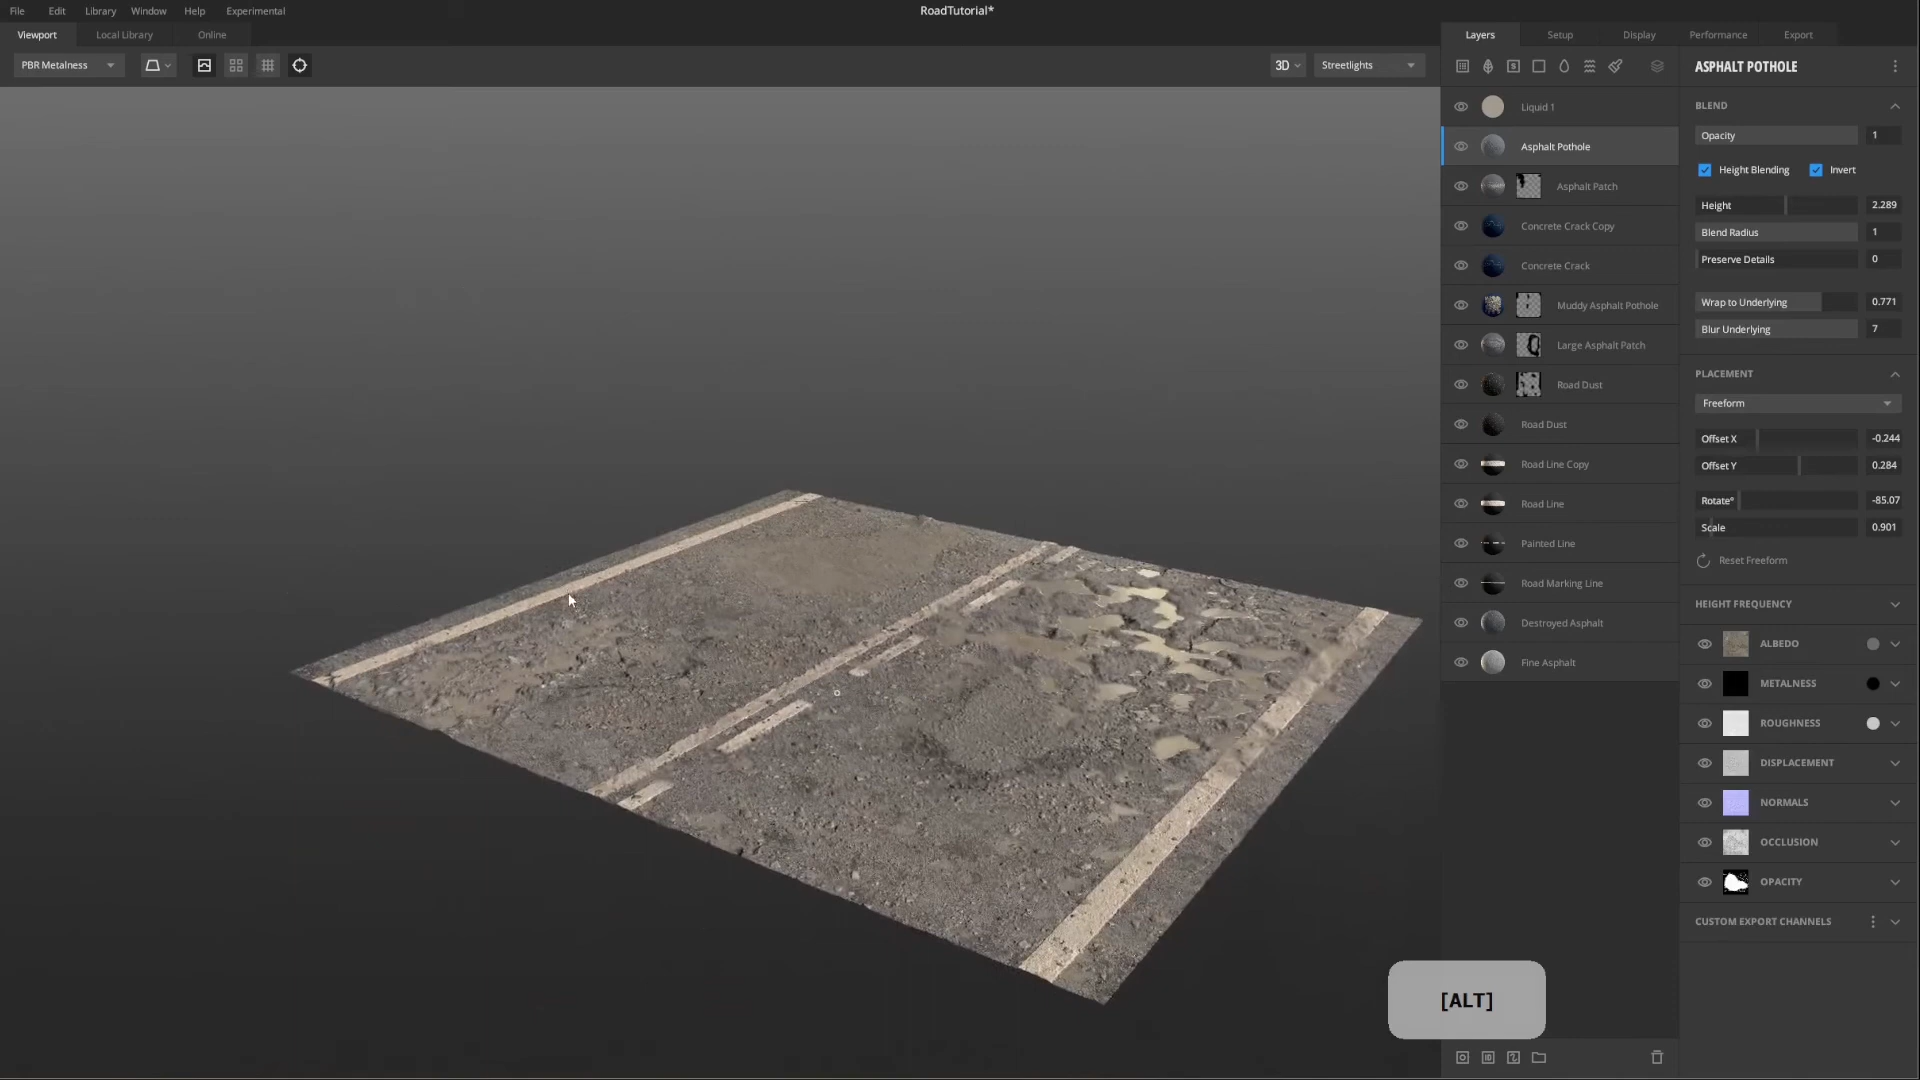 File Edit Library Window Help Experimental
RoadTutorial*
Viewport Local Library Online
Layers Setup Display Performance Export
PBR Metalness
3D Streetlights
ASPHALT POTHOLE
Liquid 1
Asphalt Pothole
Asphalt Patch
Concrete Crack Copy
Concrete Crack
Muddy Asphalt Pothole
Large Asphalt Patch
Road Dust
Road Dust
Road Line Copy
Road Line
Painted Line
Road Marking Line
Destroyed Asphalt
Fine Asphalt
BLEND
Opacity 1
Height Blending Invert
Height 2.289
Blend Radius 1
Preserve Details 0
Wrap to Underlying 0.771
Blur Underlying 7
PLACEMENT
Freeform
Offset X -0.244
Offset Y 0.284
Rotate° -85.07
Scale 0.901
Reset Freeform
HEIGHT FREQUENCY
ALBEDO
METALNESS
ROUGHNESS
DISPLACEMENT
NORMALS
OCCLUSION
OPACITY
CUSTOM EXPORT CHANNELS
[ALT]